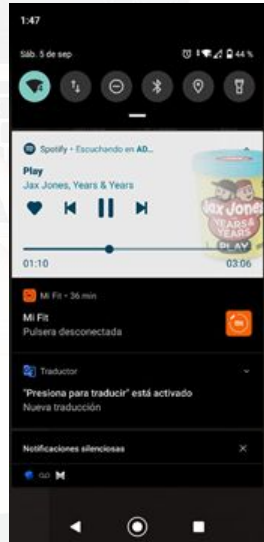 1:47
Sáb. 5 de sep 44 %
Spotify • Escuchando en AD...
Play
Jax Jones, Years & Years
Jax Jones
YEARS &
YEARS
PLAY
01:10 03:06
Mi Fit • 36 min
Mi Fit
Pulsera desconectada
Traductor
"Presiona para traducir" está activado
Nueva traducción
Notificaciones silenciosas